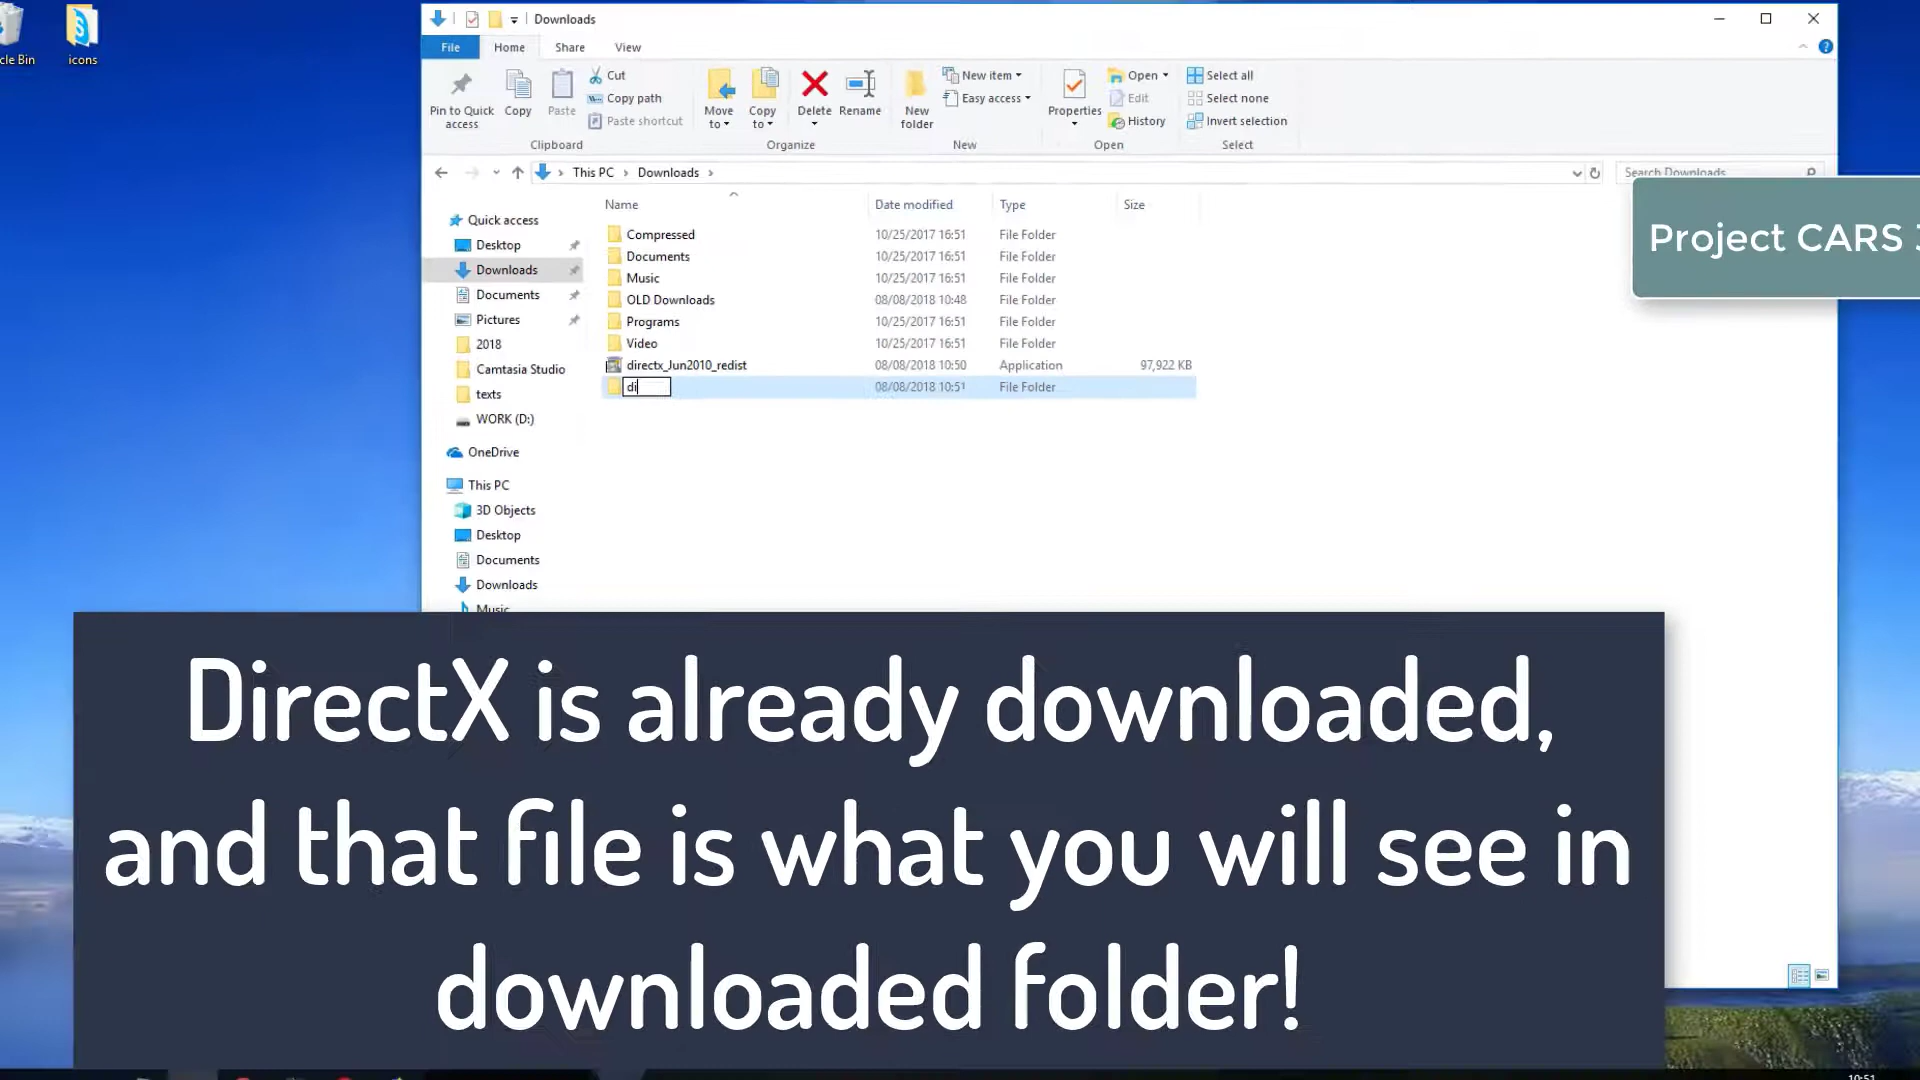 Downloads
File
Home
Share
View
Cut
Copy path
Paste shortcut
Pin to Quick access
Copy
Paste
Clipboard
Move to
Copy to
Delete
Rename
Organize
New folder
New item
Easy access
New
Properties
Open
Edit
History
Open
Select all
Select none
Invert selection
Select
This PC
Downloads
Search Downloads
Name
Date modified
Type
Size
Compressed 10/25/2017 16:51 File Folder
Documents 10/25/2017 16:51 File Folder
Music 10/25/2017 16:51 File Folder
OLD Downloads 08/08/2018 10:48 File Folder
Programs 10/25/2017 16:51 File Folder
Video 10/25/2017 16:51 File Folder
directx_Jun2010_redist 08/08/2018 10:50 Application 97,922 KB
di 08/08/2018 10:51 File Folder
Quick access
Desktop
Downloads
Documents
Pictures
2018
Camtasia Studio
texts
WORK (D:)
OneDrive
This PC
3D Objects
Desktop
Documents
Downloads
Music
cle Bin
icons
Project CARS 3
DirectX is already downloaded,
and that file is what you will see in
downloaded folder!
10:51